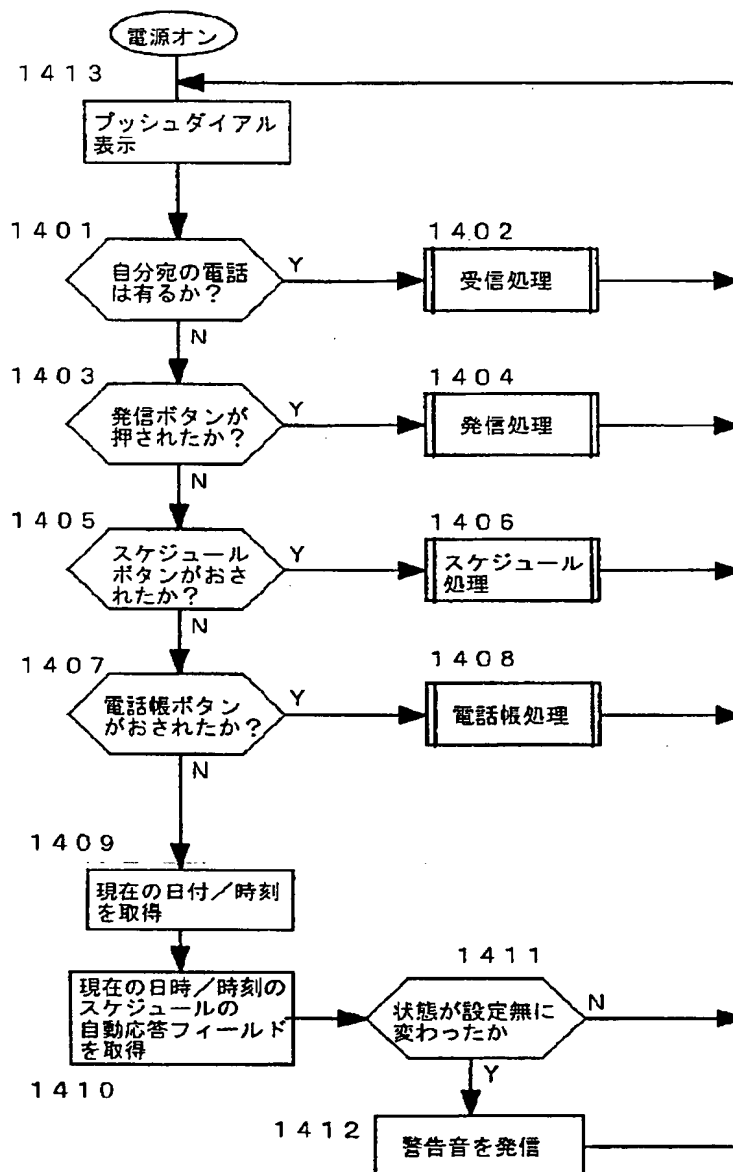 電源オン
1413
プッシュダイアル
表示
1401
自分宛の電話
は有るか？
Y
N
1402
受信処理
1403
発信ボタンが
押されたか？
Y
N
1404
発信処理
1405
スケジュール
ボタンがおさ
れたか？
Y
N
1406
スケジュール
処理
1407
電話帳ボタン
がおされたか？
Y
N
1408
電話帳処理
1409
現在の日付／時刻
を取得
現在の日時／時刻の
スケジュールの
自動応答フィールド
を取得
1410
1411
状態が設定無に
変わったか
N
Y
1412
警告音を発信